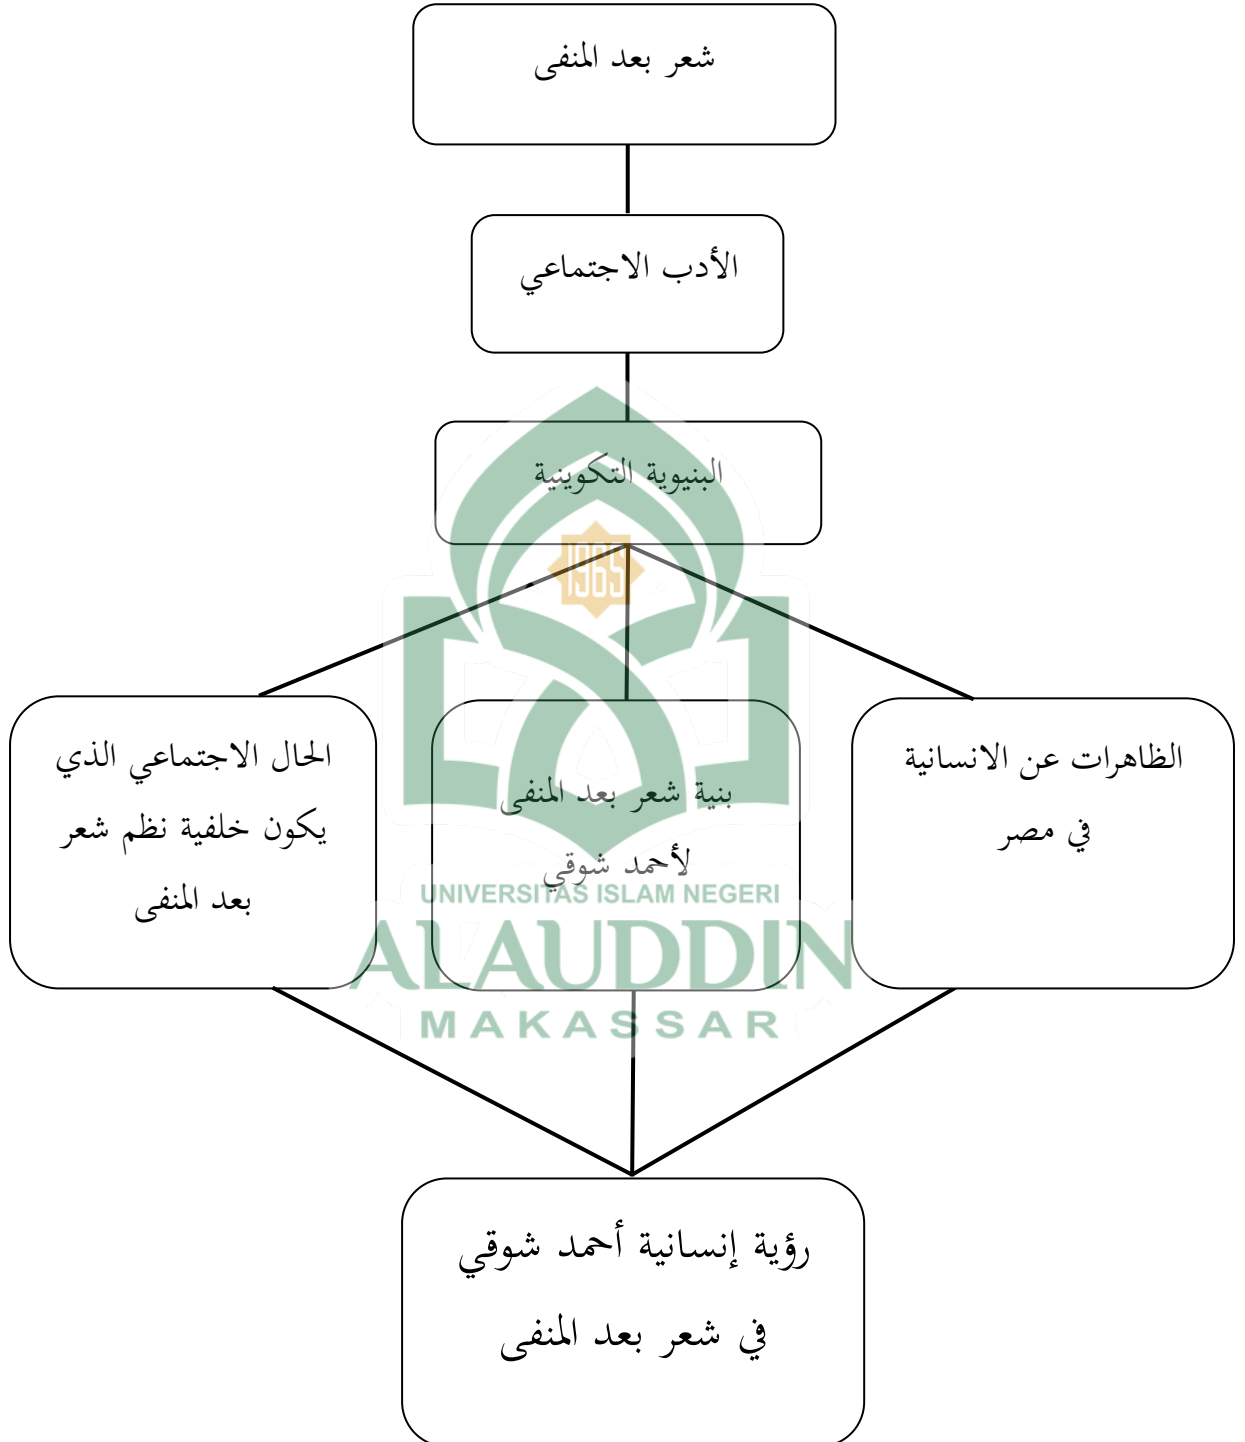 شعر بعد المنفى
الأدب الاجتماعي
البنيوية التكوينية
1965
الظاهرات عن الانسانية
في مصر
بنية شعر بعد المنفى
لأحمد شوقي
الحال الاجتماعي الذي
يكون خلفية نظم شعر
بعد المنفى
UNIVERSITAS ISLAM NEGERI
ALAUDDIN
MAKASSAR
رؤية إنسانية أحمد شوقي
في شعر بعد المنفى